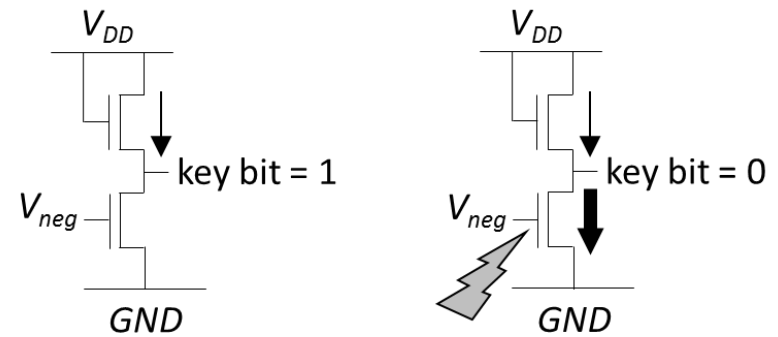 V_DD
key bit = 1
V_neg
GND
V_DD
key bit = 0
V_neg
GND